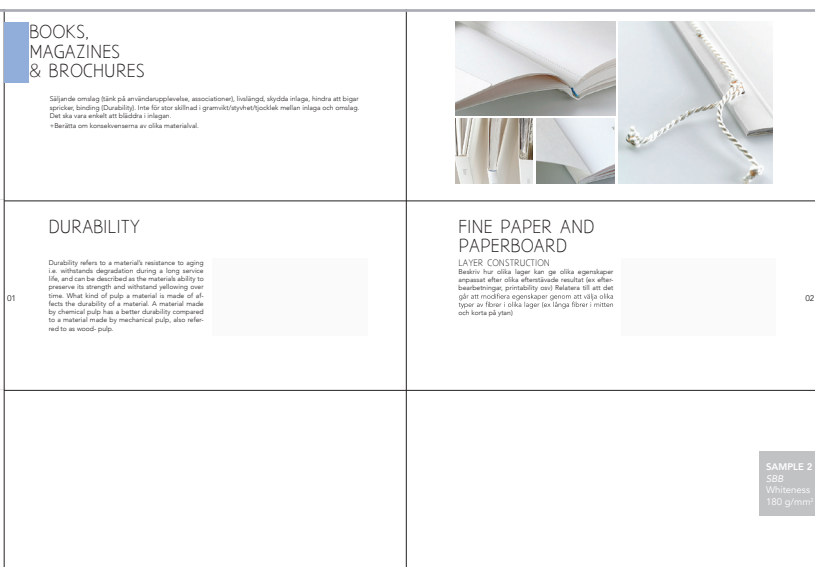 BOOKS,
MAGAZINES
& BROCHURES
Säljande omslag (tänk på användarupplevelse, associationer), livslängd, skydda inlaga, hindra att bigar
spricker, binding (Durability). Inte för stor skillnad i gramvikt/styvhet/tjocklek mellan inlaga och omslag.
Det ska vara enkelt att bläddra i inlagan.
+Berätta om konsekvenserna av olika materialval.
DURABILITY
Durability refers to a material's resistance to aging
i.e. withstands degradation during a long service
life, and can be described as the materials ability to
preserve its strength and withstand yellowing over
time. What kind of pulp a material is made of af-
fects the durability of a material. A material made
by chemical pulp has a better durability compared
to a material made by mechanical pulp, also refer-
red to as wood- pulp.
01
FINE PAPER AND
PAPERBOARD
LAYER CONSTRUCTION
Beskriv hur olika lager kan ge olika egenskaper
anpassat efter olika efterstävade resultat (ex efter-
bearbetningar, printability osv) Relatera till att det
går att modifiera egenskaper genom att välja olika
typer av fibrer i olika lager (ex långa fibrer i mitten
och korta på ytan)
02
SAMPLE 2
SBB
Whiteness
180 g/mm²